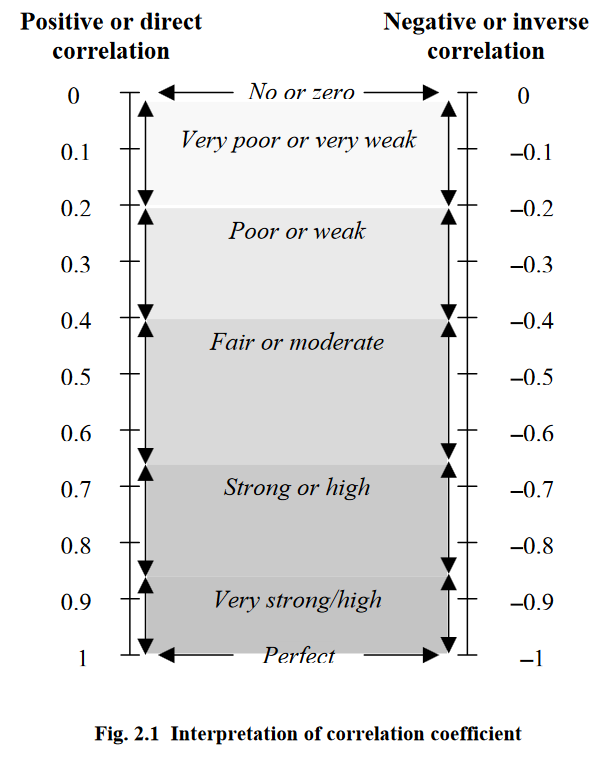 Positive or direct correlation
Negative or inverse correlation
0 No or zero 0
Very poor or very weak
0.1 –0.1
0.2 –0.2
Poor or weak
0.3 –0.3
0.4 –0.4
Fair or moderate
0.5 –0.5
0.6 –0.6
Strong or high
0.7 –0.7
0.8 –0.8
Very strong/high
0.9 –0.9
1 Perfect –1
Fig. 2.1 Interpretation of correlation coefficient